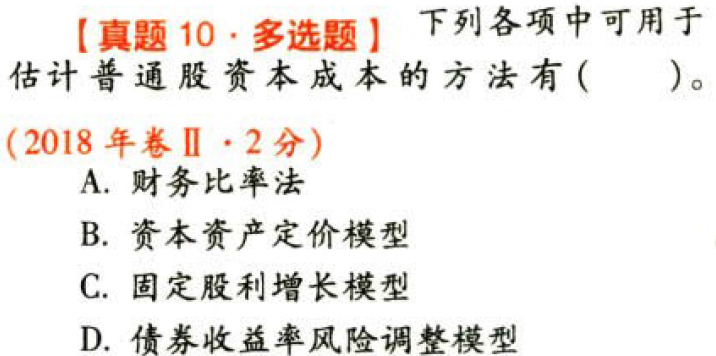 【真题 10·多选题】 下列各项中可用于
估计普通股资本成本的方法有(  )。
(2018 年卷Ⅱ·2 分)
A. 财务比率法
B. 资本资产定价模型
C. 固定股利增长模型
D. 债券收益率风险调整模型